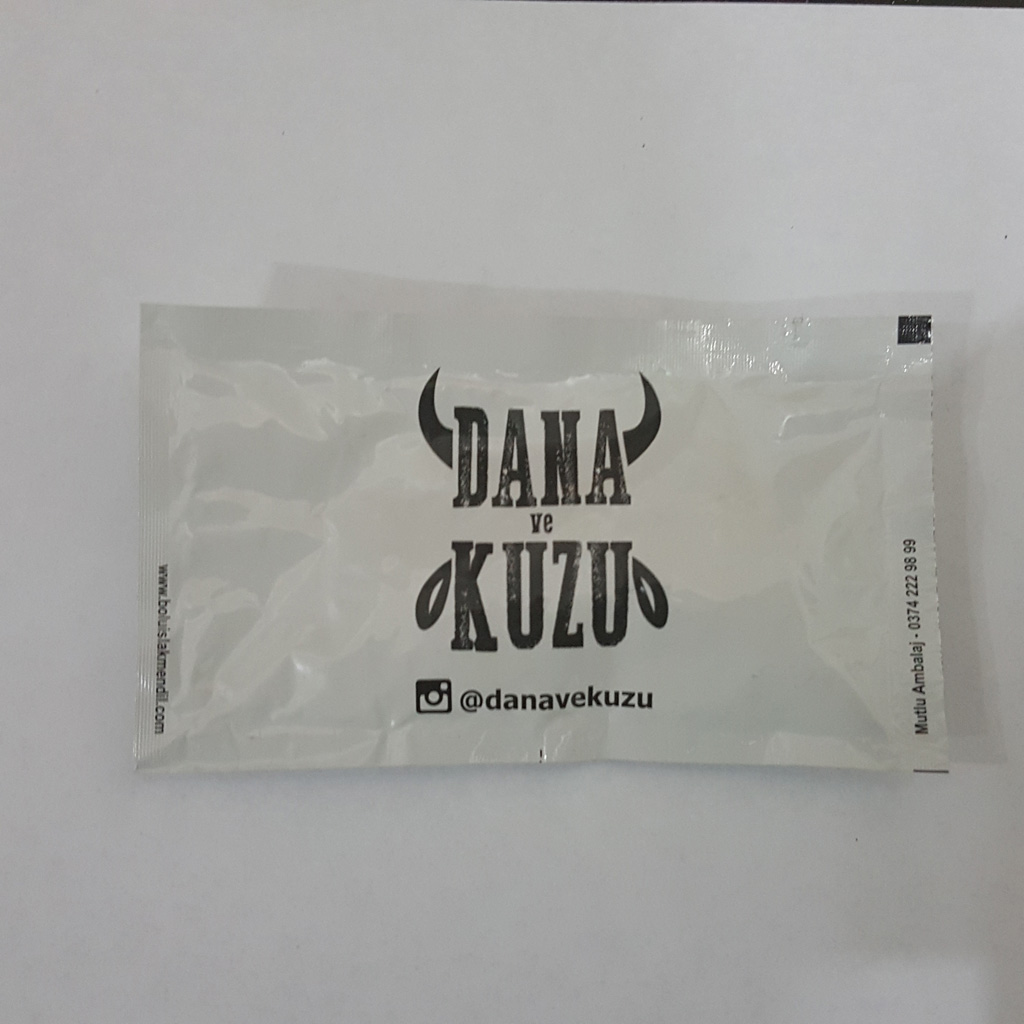 DANA
ve
KUZU
@danavekuzu
www.boluislakmendil.com
Mutlu Ambalaj - 0374 222 98 99